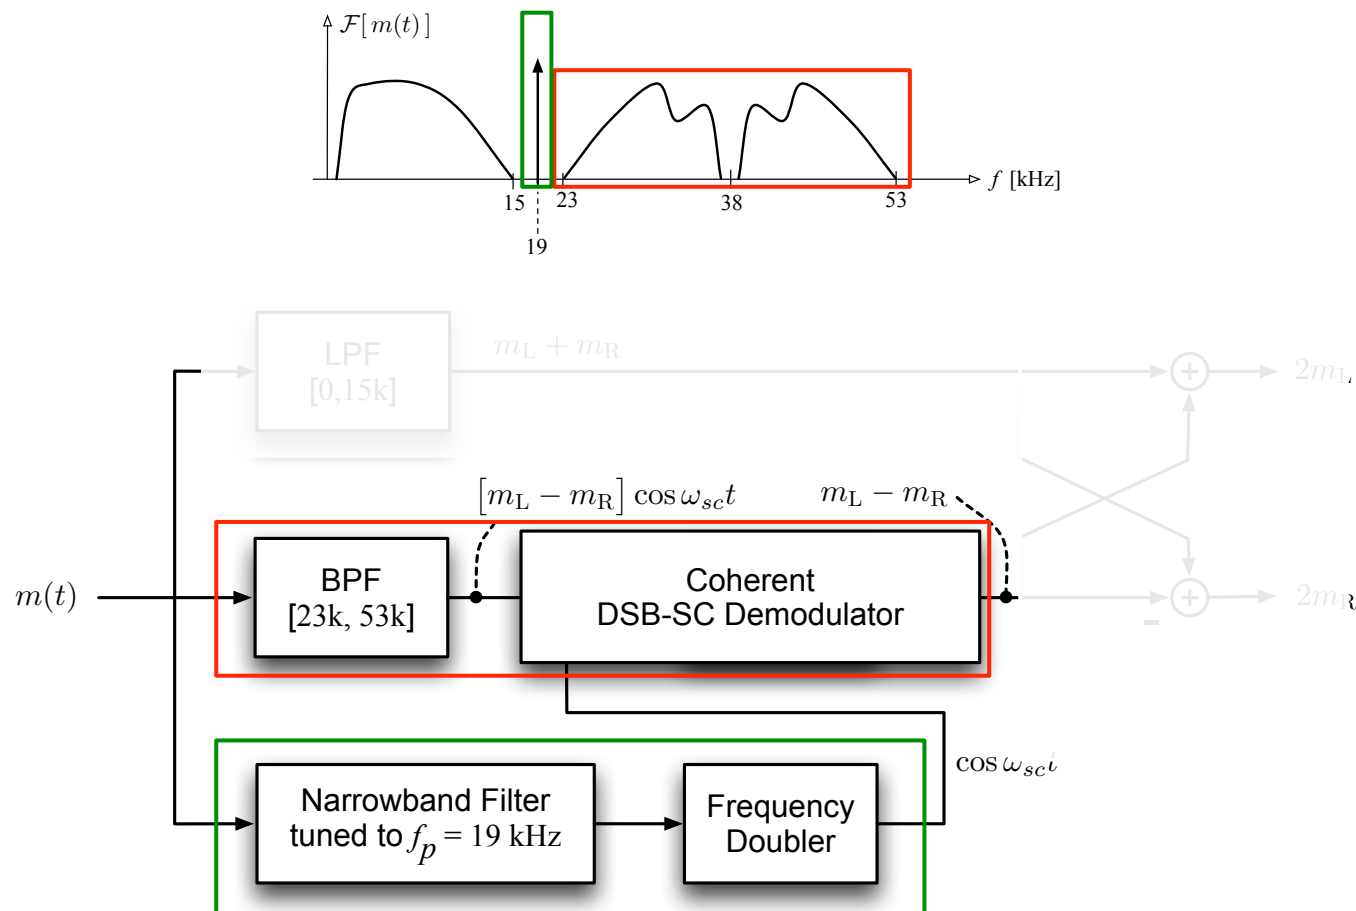 ℱ[m(t)]
f [kHz]
15
23
38
53
19
LPF
[0,15k]
m_L + m_R
2m_L
[m_L − m_R] cos ω_sc t
m_L − m_R
m(t)
BPF
[23k, 53k]
Coherent
DSB-SC Demodulator
2m_R
cos ω_sc t
Narrowband Filter
tuned to f_p = 19 kHz
Frequency
Doubler